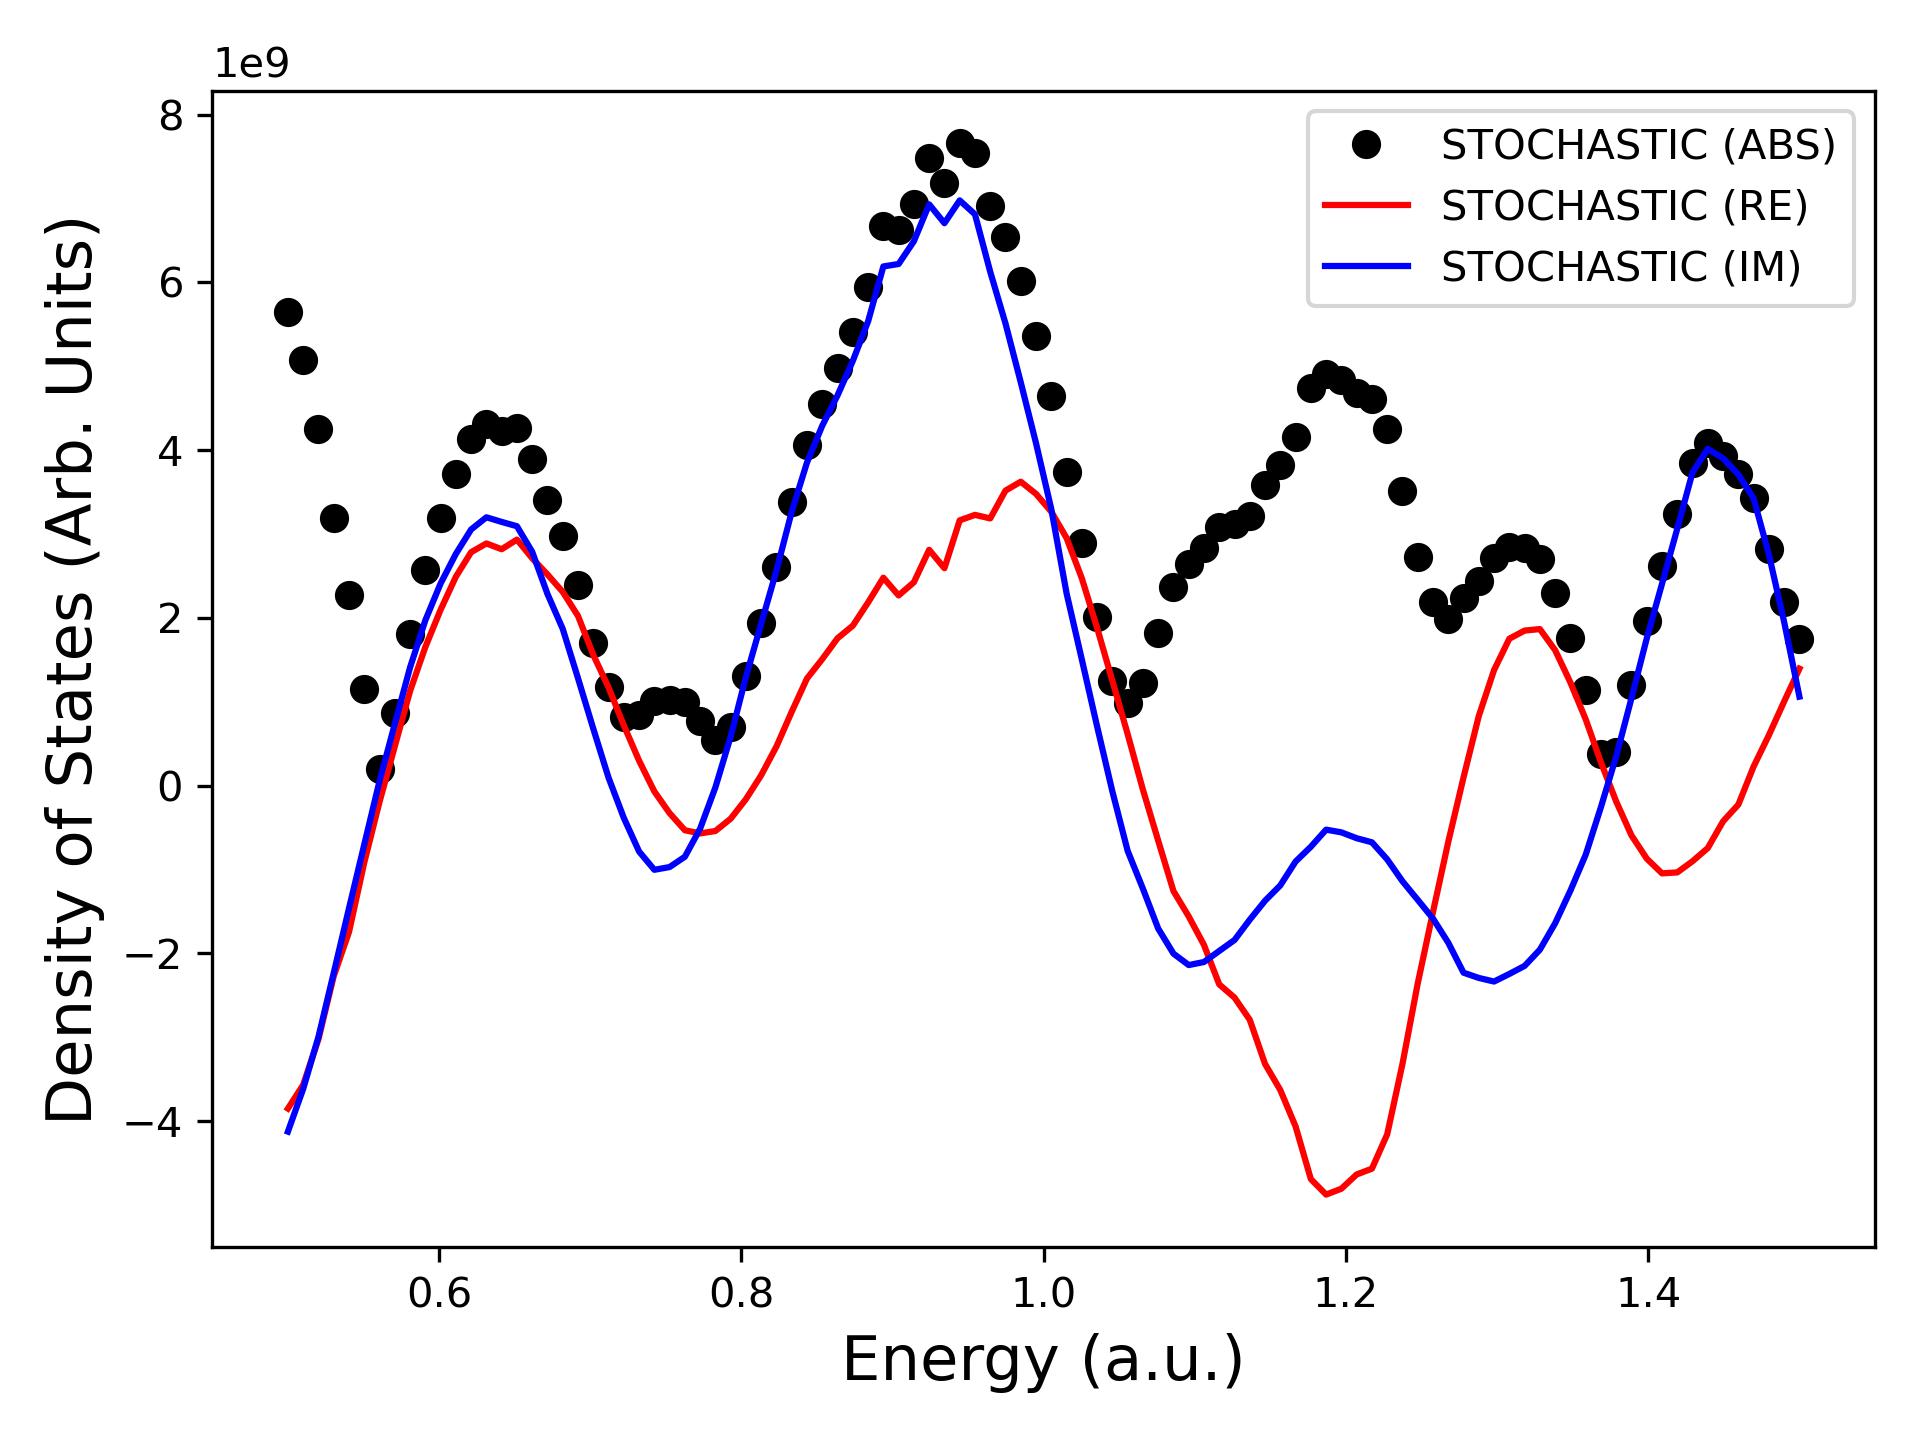 1e9
8
6
4
2
0
−2
−4
Density of States (Arb. Units)
STOCHASTIC (ABS)
STOCHASTIC (RE)
STOCHASTIC (IM)
0.6 0.8 1.0 1.2 1.4
Energy (a.u.)